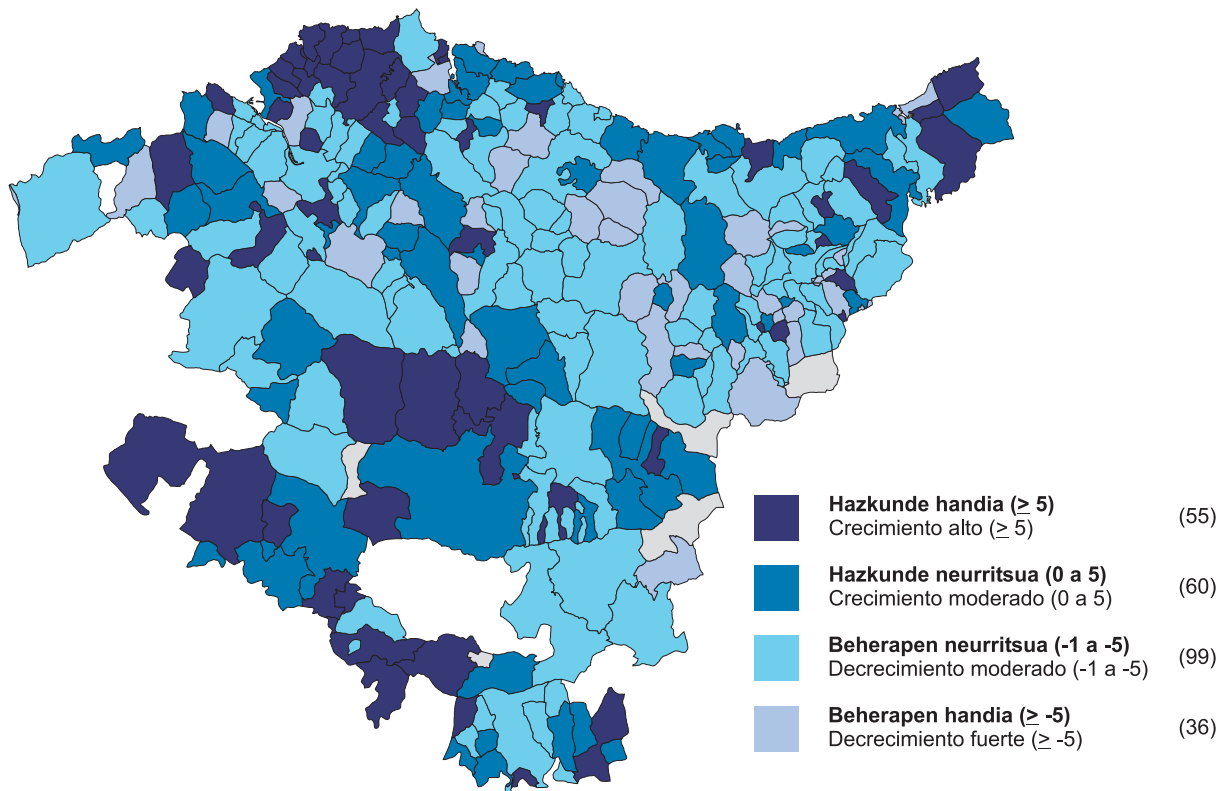 Hazkunde handia (≥ 5)
Crecimiento alto (≥ 5)
(55)
Hazkunde neurritsua (0 a 5)
Crecimiento moderado (0 a 5)
(60)
Beherapen neurritsua (-1 a -5)
Decrecimiento moderado (-1 a -5)
(99)
Beherapen handia (≥ -5)
Decrecimiento fuerte (≥ -5)
(36)